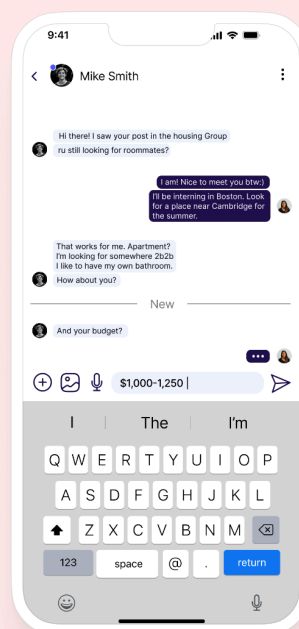 9:41
Mike Smith
Hi there! I saw your post in the housing Group
ru still looking for roommates?
I am! Nice to meet you btw:)
I'll be interning in Boston. Look
for a place near Cambridge for
the summer.
That works for me. Apartment?
I'm looking for somewhere 2b2b
I like to have my own bathroom.
How about you?
New
And your budget?
$1,000-1,250
I The I'm
Q W E R T Y U I O P
A S D F G H J K L
Z X C V B N M
123 space @ . return